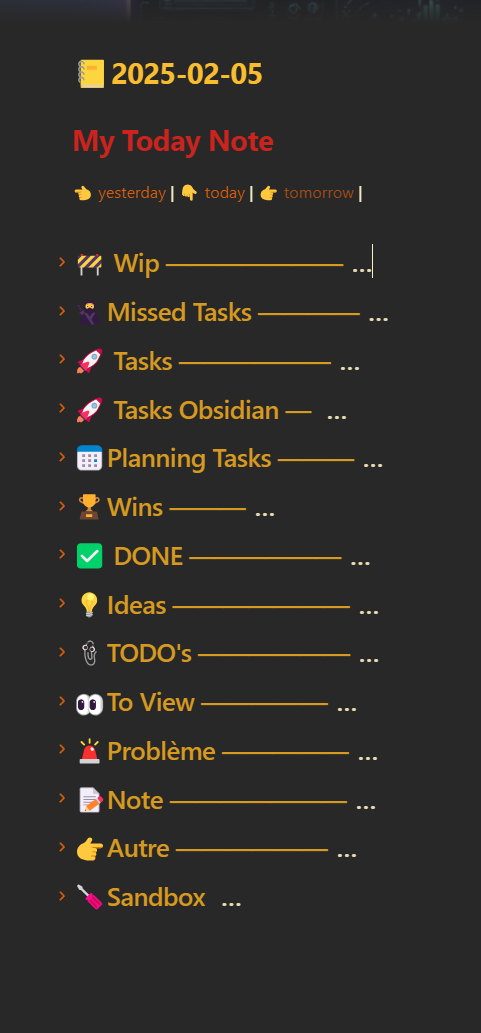 2025-02-05
My Today Note
yesterday | today | tomorrow |
Wip ——————— ...
Missed Tasks ———— ...
Tasks —————— ...
Tasks Obsidian — ...
Planning Tasks ——— ...
Wins ——— ...
DONE —————— ...
Ideas ——————— ...
TODO's —————— ...
To View ————— ...
Problème ————— ...
Note ——————— ...
Autre —————— ...
Sandbox ...